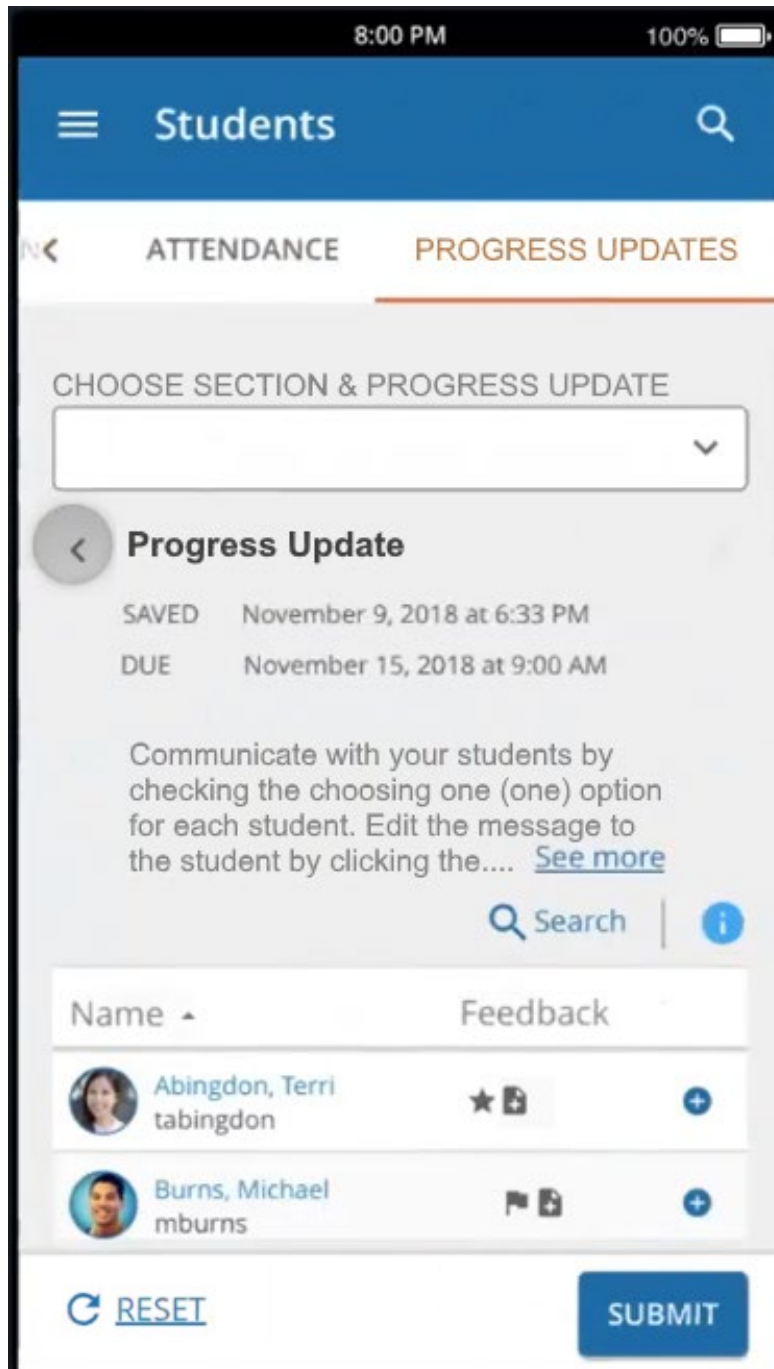 8:00 PM 100%
Students
ATTENDANCE PROGRESS UPDATES
CHOOSE SECTION & PROGRESS UPDATE
Progress Update
SAVED November 9, 2018 at 6:33 PM
DUE November 15, 2018 at 9:00 AM
Communicate with your students by
checking the choosing one (one) option
for each student. Edit the message to
the student by clicking the.... See more
Search
Name Feedback
Abingdon, Terri
tabingdon
Burns, Michael
mburns
RESET SUBMIT